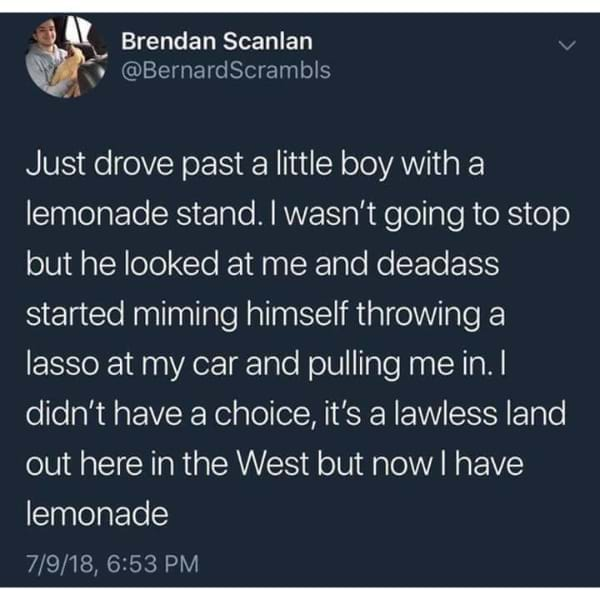 Brendan Scanlan
@BernardScrambls
Just drove past a little boy with a
lemonade stand. I wasn't going to stop
but he looked at me and deadass
started miming himself throwing a
lasso at my car and pulling me in. I
didn't have a choice, it's a lawless land
out here in the West but now I have
lemonade
7/9/18, 6:53 PM